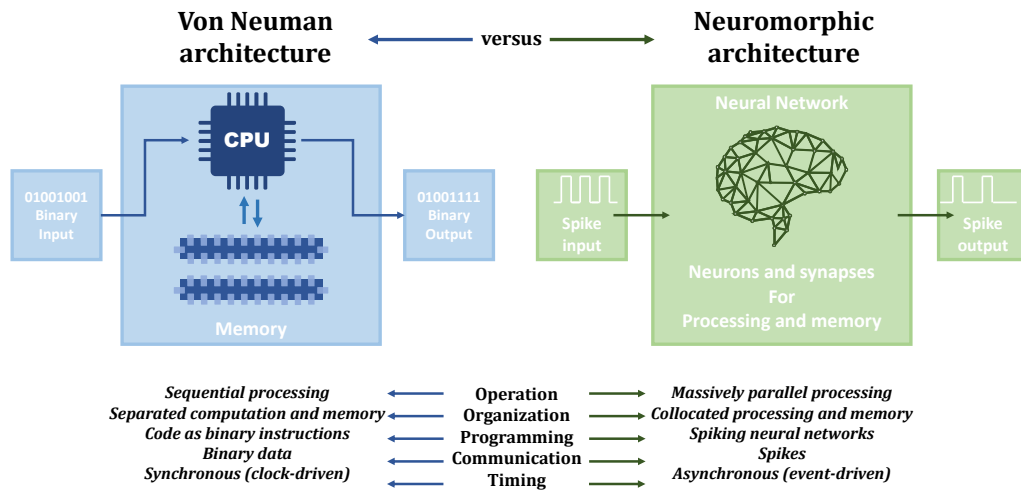 Von Neuman
architecture
versus
Neuromorphic
architecture
CPU
01001001
Binary
Input
01001111
Binary
Output
Memory
Neural Network
Spike
input
Spike
output
Neurons and synapses
For
Processing and memory
Sequential processing
Operation
Massively parallel processing
Separated computation and memory
Organization
Collocated processing and memory
Code as binary instructions
Programming
Spiking neural networks
Binary data
Communication
Spikes
Synchronous (clock-driven)
Timing
Asynchronous (event-driven)